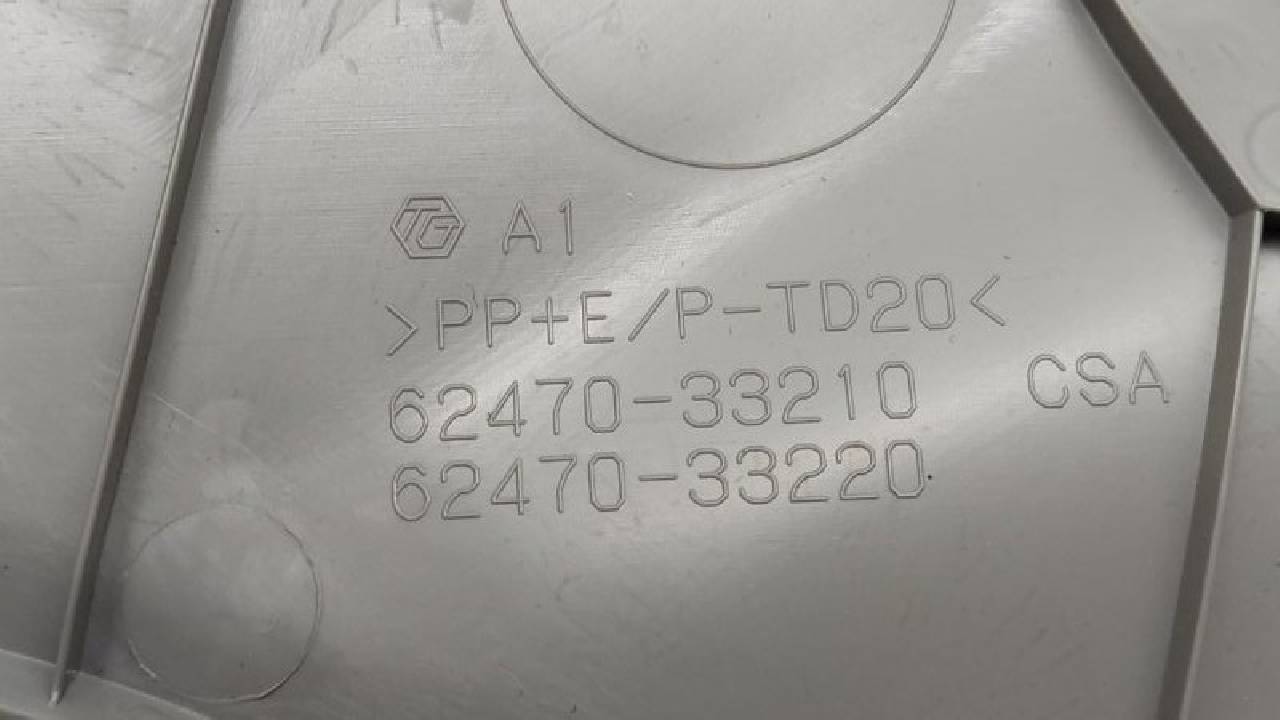 TG A1
>PP+E/P-TD20<
62470-33210 CSA
62470-33220